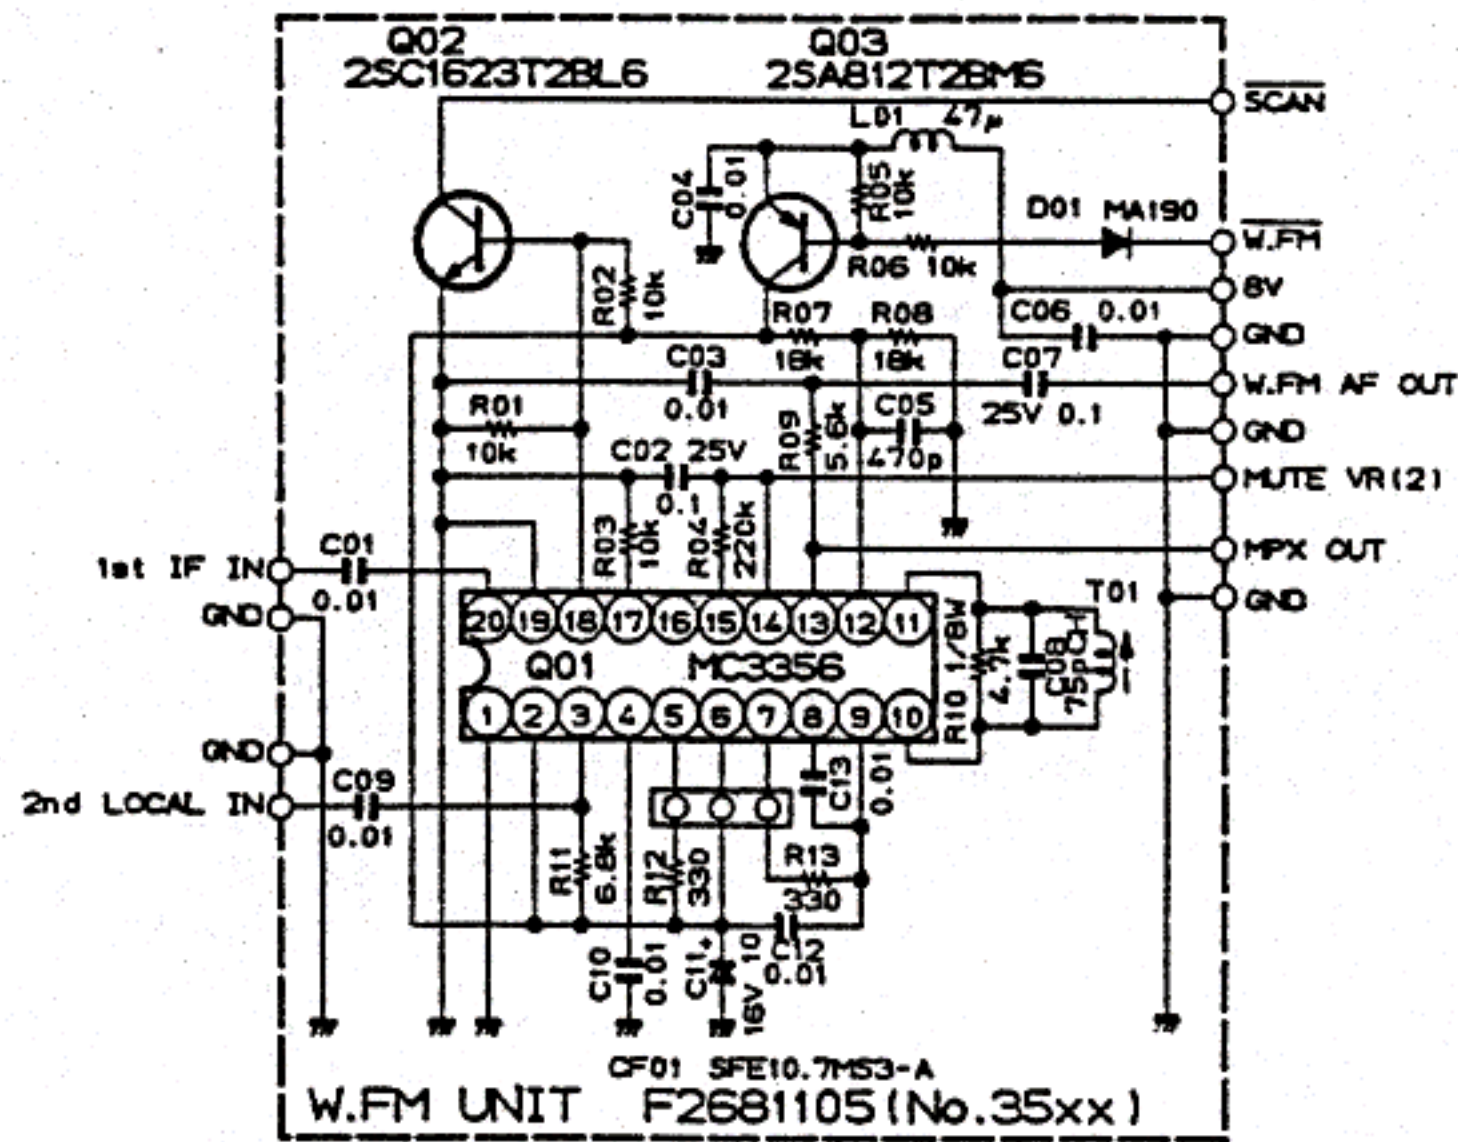 Q02
2SC1623T2BL6
Q03
2SA812T2BM6
SCAN
L01 47μ
C04
0.01
R05
10k
D01 MA190
W.FM
R06 10k
8V
R02
10k
R07
18k
R08
18k
C06 0.01
GND
C03
0.01
C07
25V 0.1
W.FM AF OUT
R01
10k
R09
5.6k
C05
470p
GND
C02 25V
0.1
MUTE VR(2)
R03
10k
R04
220k
1st IF IN
C01
0.01
MPX OUT
GND
T01
GND
20 19 18 17 16 15 14 13 12 11
Q01 MC3356
1 2 3 4 5 6 7 8 9 10
R10 1/8W
4.7k
C08
75pCH
GND
2nd LOCAL IN
C09
0.01
C13
0.01
R11
6.8k
R12
330
R13
330
C10
0.01
C11 +
16V 10
C12
0.01
CF01 SFE10.7MS3-A
W.FM UNIT F2681105(No.35xx)